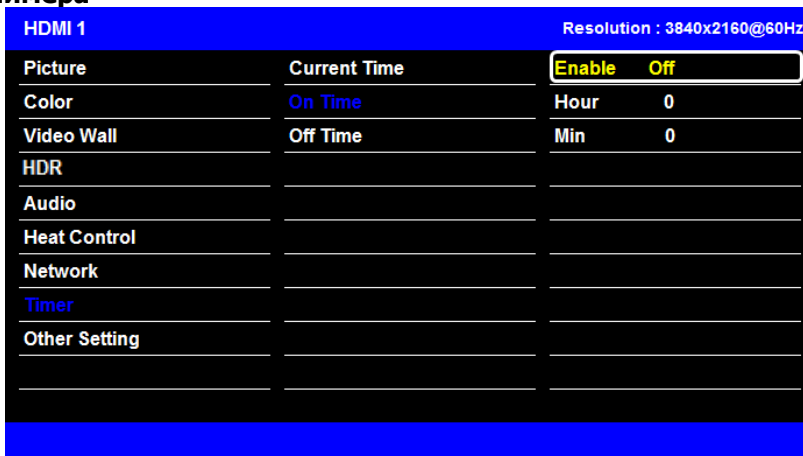 HDMI 1 Resolution : 3840x2160@60Hz
Picture Current Time Enable Off
Color On Time Hour 0
Video Wall Off Time Min 0
HDR
Audio
Heat Control
Network
Timer
Other Setting